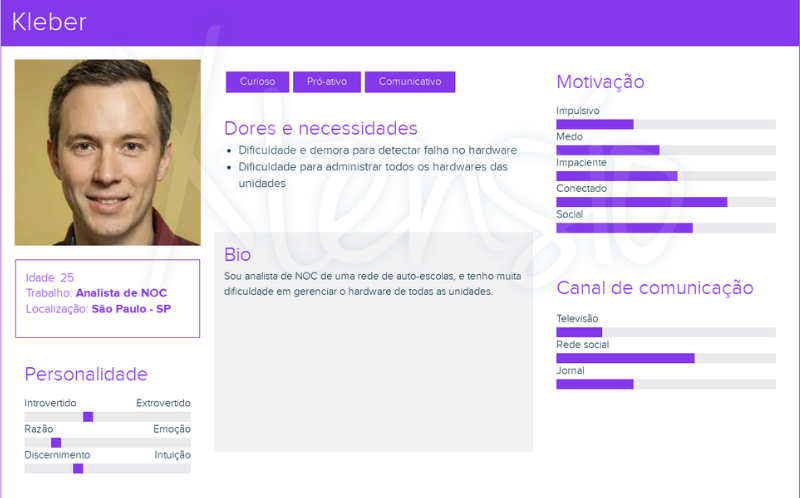 Kleber
Curioso
Pró-ativo
Comunicativo
Dores e necessidades
Dificuldade e demora para detectar falha no hardware
Dificuldade para administrar todos os hardwares das
unidades
Bio
Sou analista de NOC de uma rede de auto-escolas, e tenho muita
dificuldade em gerenciar o hardware de todas as unidades.
Idade: 25
Trabalho: Analista de NOC
Localização: São Paulo - SP
Personalidade
Introvertido Extrovertido
Razão Emoção
Discernimento Intuição
Motivação
Impulsivo
Medo
Impaciente
Conectado
Social
Canal de comunicação
Televisão
Rede social
Jornal
Xtensio